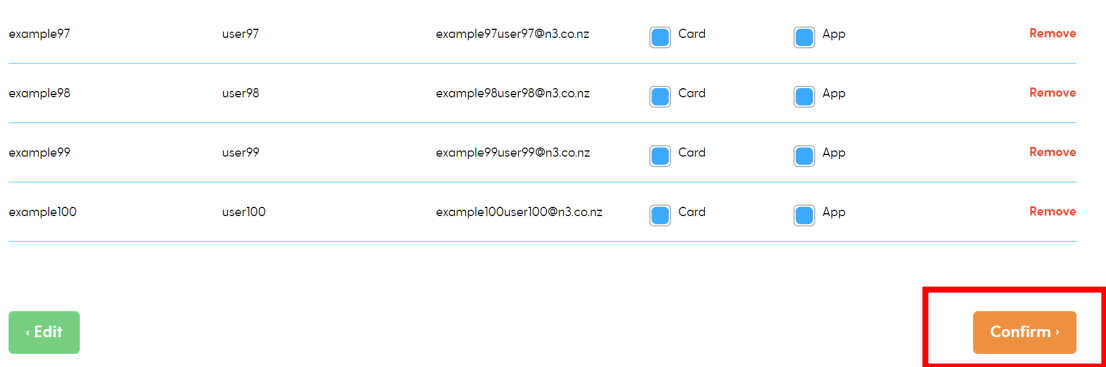 example97 user97 example97user97@n3.co.nz Card App Remove
example98 user98 example98user98@n3.co.nz Card App Remove
example99 user99 example99user99@n3.co.nz Card App Remove
example100 user100 example100user100@n3.co.nz Card App Remove
‹ Edit Confirm ›